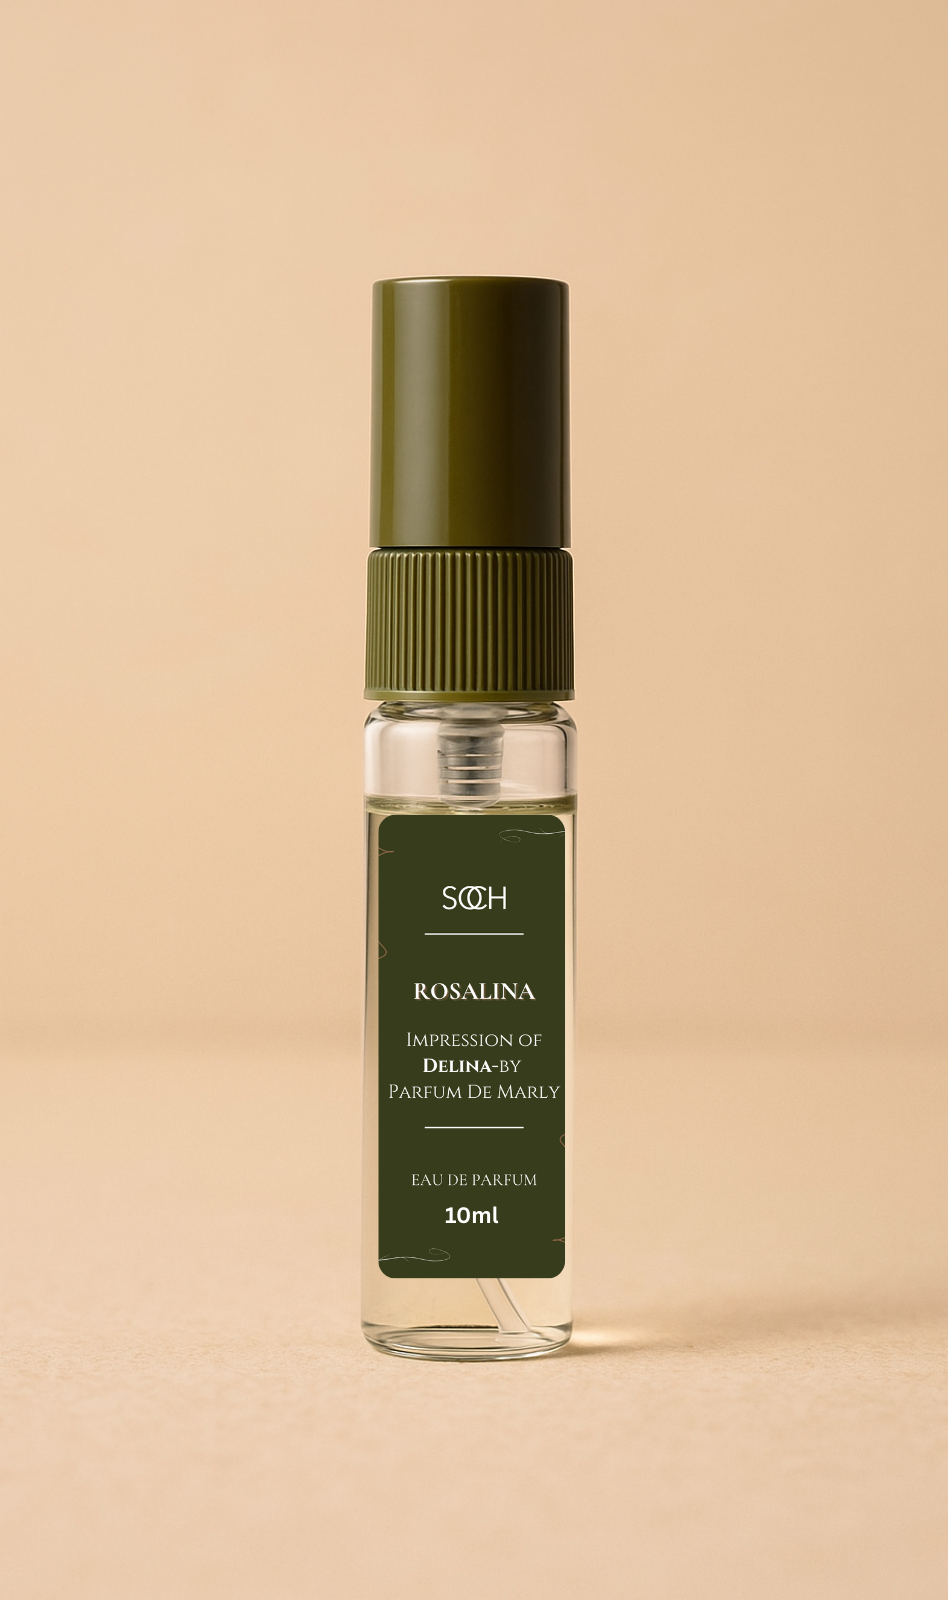 SOCH
ROSALINA
IMPRESSION OF
DELINA-BY
PARFUM DE MARLY
EAU DE PARFUM
10ml